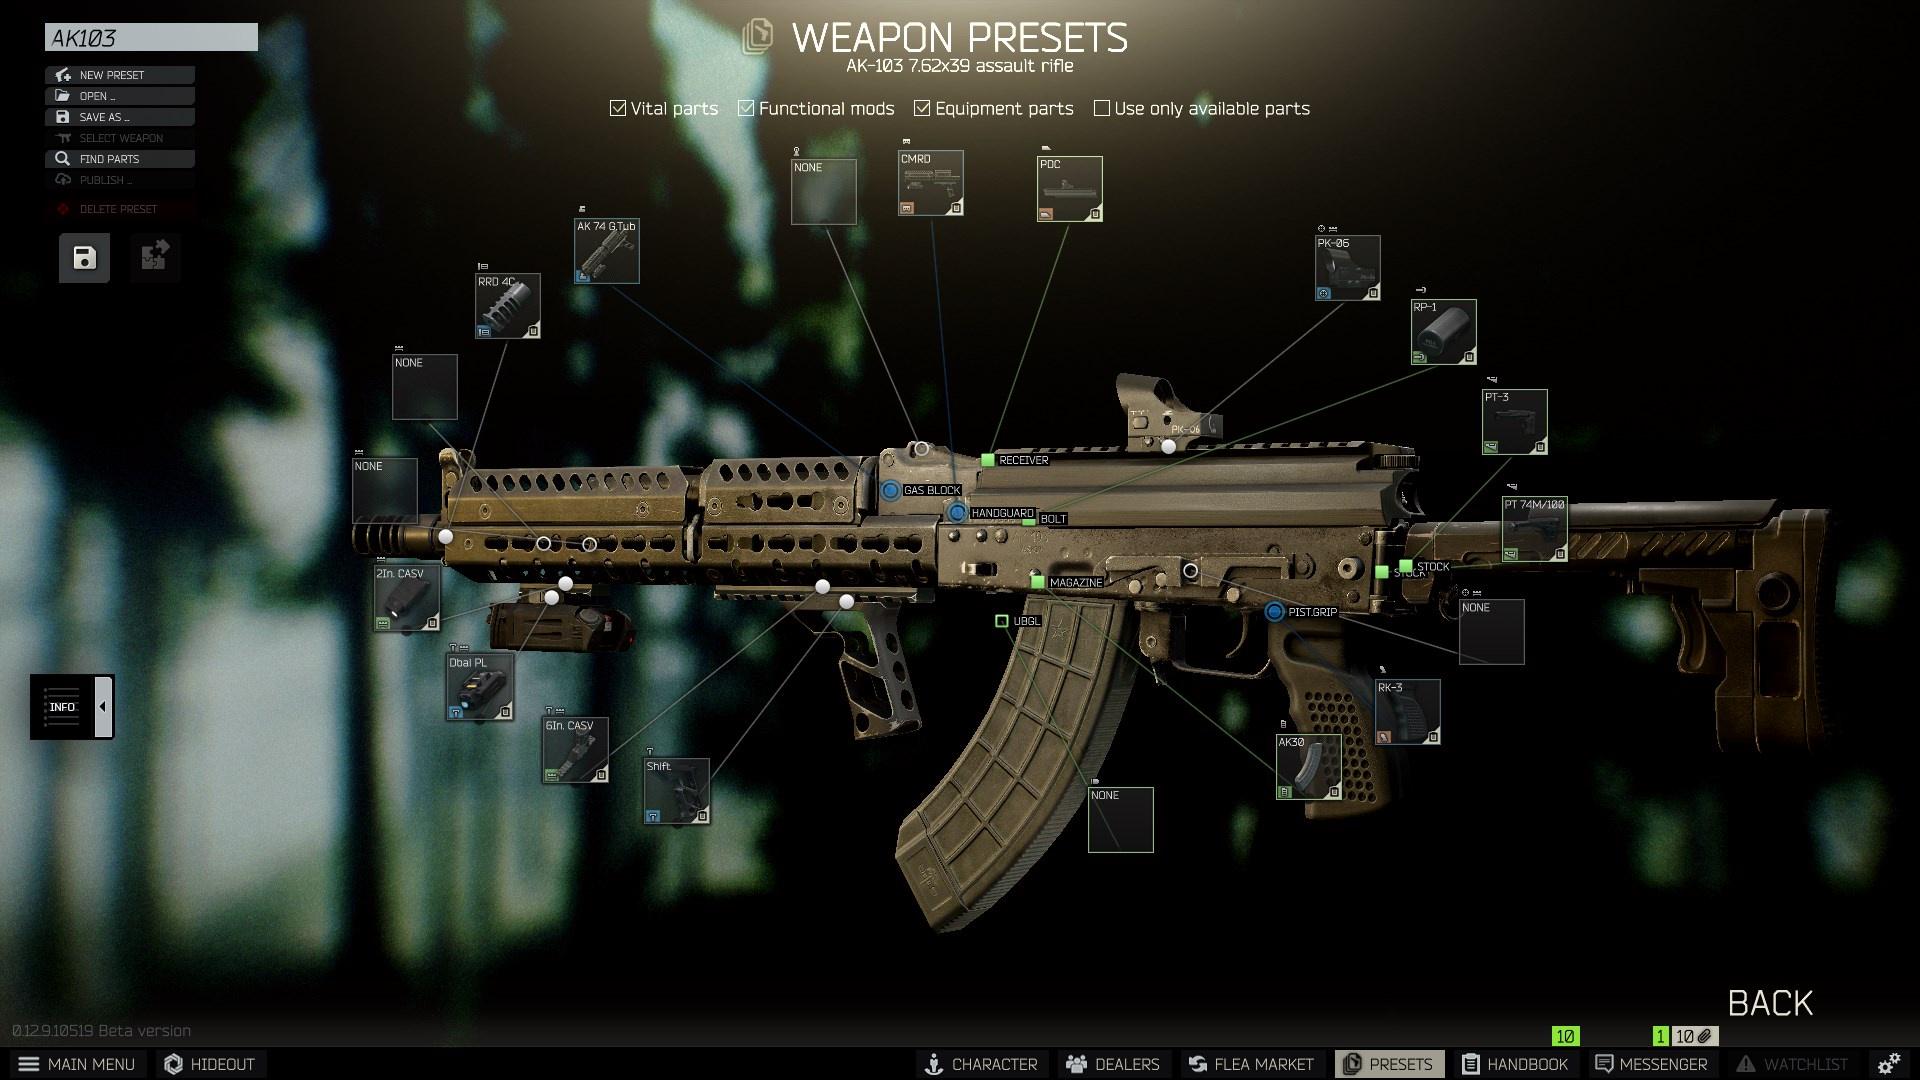 AK103
WEAPON PRESETS
AK-103 7.62x39 assault rifle
NEW PRESET
OPEN ...
SAVE AS ...
SELECT WEAPON
FIND PARTS
PUBLISH ...
DELETE PRESET
Vital parts
Functional mods
Equipment parts
Use only available parts
NONE
CMRD
PDC
AK 74 G.Tub
PK-06
RRD 4C
RP-1
NONE
PT-3
PK-06
NONE
RECEIVER
GAS BLOCK
HANDGUARD
BOLT
PT 74M/100
STOCK
STOCK
2In. CASV
MAGAZINE
UBGL
PIST.GRIP
NONE
Dbal PL
RK-3
INFO
6In. CASV
Shift
AK30
NONE
BACK
0.12.9.10519 Beta version
10
1
10
MAIN MENU
HIDEOUT
CHARACTER
DEALERS
FLEA MARKET
PRESETS
HANDBOOK
MESSENGER
WATCHLIST